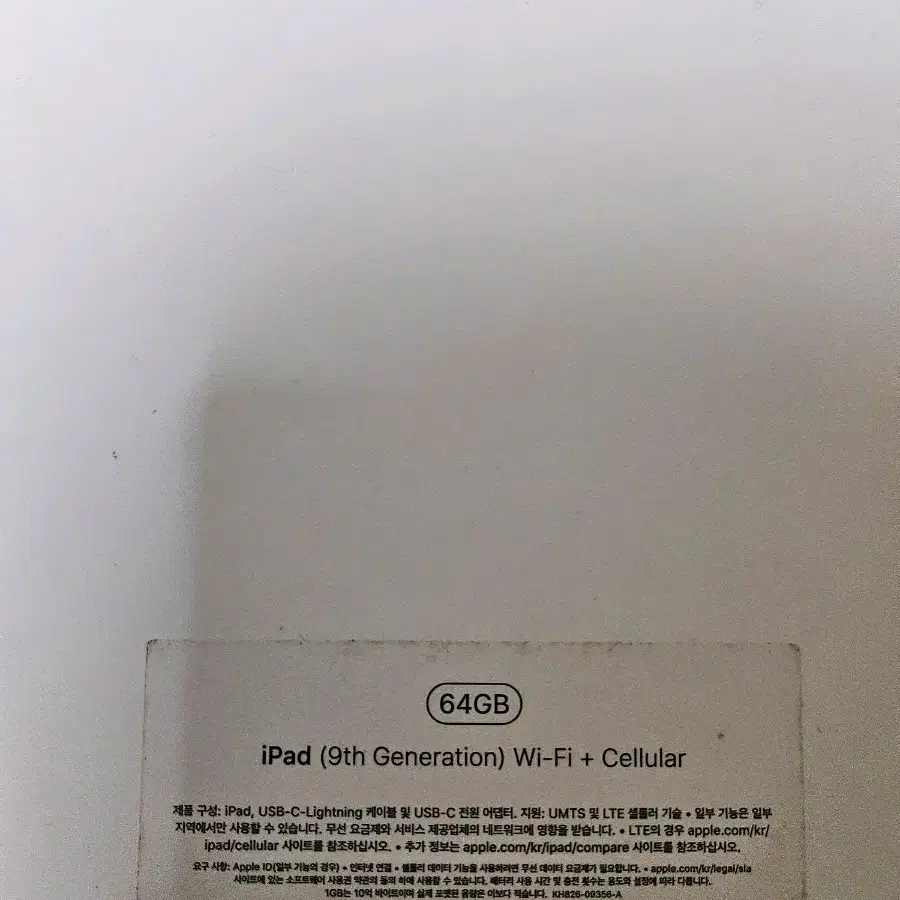 64GB
iPad (9th Generation) Wi-Fi + Cellular
제품 구성: iPad, USB-C-Lightning 케이블 및 USB-C 전원 어댑터. 지원: UMTS 및 LTE 셀룰러 기술 • 일부 기능은 일부
지역에서만 사용할 수 있습니다. 무선 요금제와 서비스 제공업체의 네트워크에 영향을 받습니다. • LTE의 경우 apple.com/kr/
ipad/cellular 사이트를 참조하십시오. • 추가 정보는 apple.com/kr/ipad/compare 사이트를 참조하십시오.
요구 사항: Apple ID(일부 기능의 경우) • 인터넷 연결 • 셀룰러 데이터 기능을 사용하려면 무선 데이터 요금제가 필요합니다. • apple.com/kr/legal/sla
사이트에 있는 소프트웨어 사용권 계약의 동의 하에 사용할 수 있습니다. 배터리 사용 시간 및 충전 횟수는 용도와 설정에 따라 다릅니다.
1GB는 10억 바이트이며 실제 포맷된 용량은 이보다 적습니다. KH826-09356-A